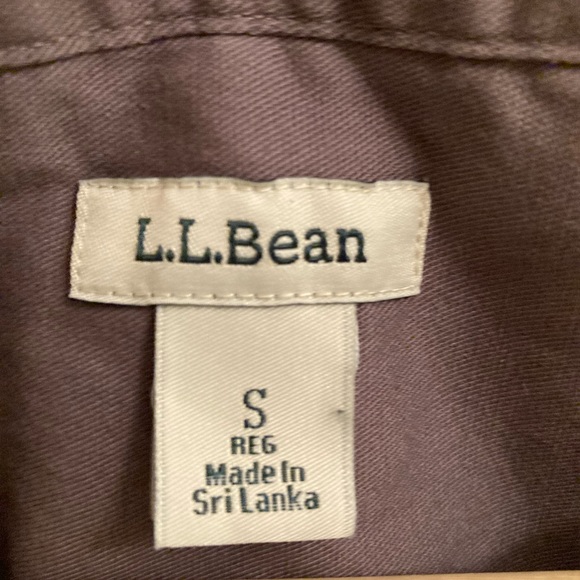 L.L.Bean
S
REG
Made In
Sri Lanka